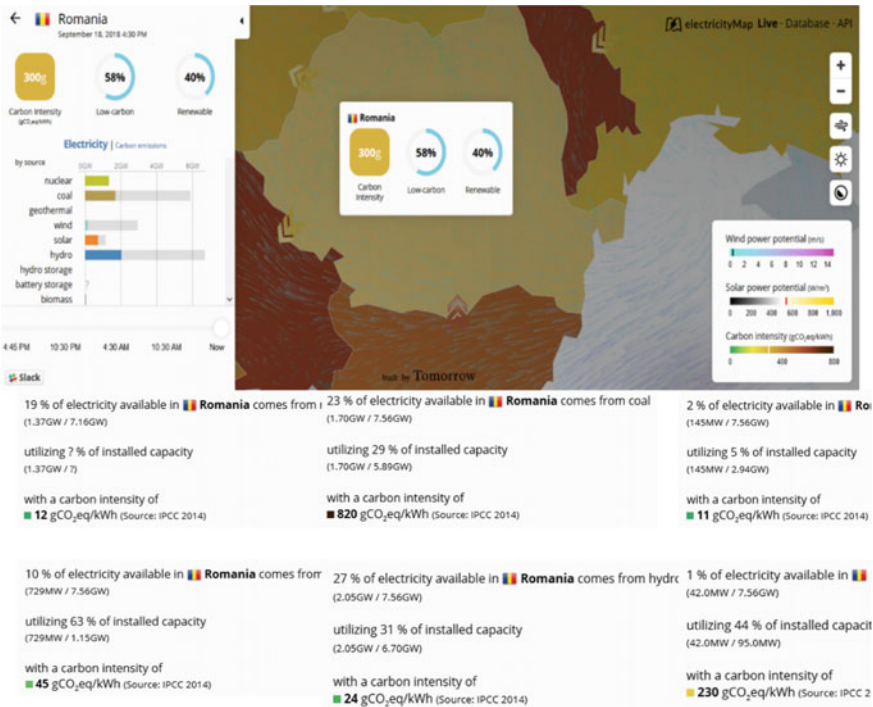 Romania
September 18, 2018 4:30 PM
300g
58%
40%
Carbon Intensity
(gCO₂eq/kWh)
Low-carbon
Renewable
Electricity | Carbon emissions
by source
0GW 2GW 4GW 6GW
nuclear
coal
geothermal
wind
solar
hydro
hydro storage
battery storage ?
biomass
4:45 PM 10:30 PM 4:30 AM 10:30 AM Now
Slack
electricityMap Live · Database · API
Romania
300g
58%
40%
Carbon
Intensity
Low-carbon
Renewable
+
−
Wind power potential (m/s)
0 2 4 6 8 10 12 14
Solar power potential (W/m²)
0 200 400 600 800 1,000
Carbon intensity (gCO₂eq/kWh)
0 400 800
built by Tomorrow
19 % of electricity available in Romania comes from
(1.37GW / 7.16GW)
utilizing ? % of installed capacity
(1.37GW / ?)
with a carbon intensity of
12 gCO₂eq/kWh (Source: IPCC 2014)
23 % of electricity available in Romania comes from coal
(1.70GW / 7.56GW)
utilizing 29 % of installed capacity
(1.70GW / 5.89GW)
with a carbon intensity of
820 gCO₂eq/kWh (Source: IPCC 2014)
2 % of electricity available in Ro
(145MW / 7.56GW)
utilizing 5 % of installed capacity
(145MW / 2.94GW)
with a carbon intensity of
11 gCO₂eq/kWh (Source: IPCC 2014)
10 % of electricity available in Romania comes from
(729MW / 7.56GW)
utilizing 63 % of installed capacity
(729MW / 1.15GW)
with a carbon intensity of
45 gCO₂eq/kWh (Source: IPCC 2014)
27 % of electricity available in Romania comes from hydro
(2.05GW / 7.56GW)
utilizing 31 % of installed capacity
(2.05GW / 6.70GW)
with a carbon intensity of
24 gCO₂eq/kWh (Source: IPCC 2014)
1 % of electricity available in
(42.0MW / 7.56GW)
utilizing 44 % of installed capacit
(42.0MW / 95.0MW)
with a carbon intensity of
230 gCO₂eq/kWh (Source: IPCC 2